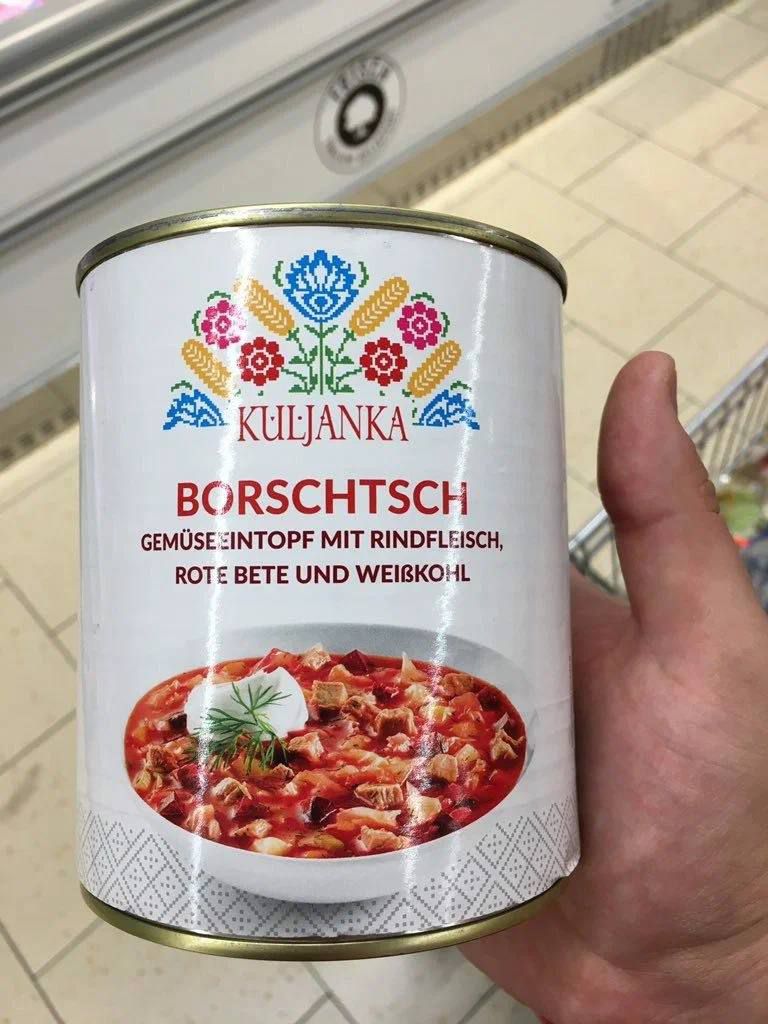 KULJANKA
BORSCHTSCH
GEMÜSEEINTOPF MIT RINDFLEISCH,
ROTE BETE UND WEIßKOHL